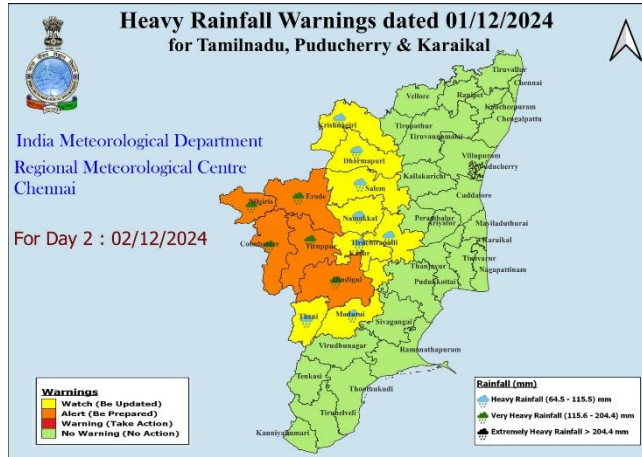 Heavy Rainfall Warnings dated 01/12/2024
for Tamilnadu, Puducherry & Karaikal
India Meteorological Department
Regional Meteorological Centre
Chennai
For Day 2 : 02/12/2024
Tiruvallur
Chennai
Vellore
Kancheepuram
Chengalpattu
Krishnagiri
Tirupathur
Tiruvannamalai
Dharmapuri
Villupuram
Puducherry
Kallakurichi
Salem
Nilgiris
Erode
Cuddalore
Namakkal
Perambalur
Ariyalur
Mayiladuthurai
Coimbatore
Tiruppur
Tiruchirapalli
Karur
Karaikal
Thanjavur
Tiruvarur
Nagapattinam
Dindigul
Pudukkottai
Theni
Madurai
Sivagangai
Virudhunagar
Ramanathapuram
Tenkasi
Thoothukudi
Tirunelveli
Kanniyakumari
Warnings
Watch (Be Updated)
Alert (Be Prepared)
Warning (Take Action)
No Warning (No Action)
Rainfall (mm)
Heavy Rainfall (64.5 - 115.5) mm
Very Heavy Rainfall (115.6 - 204.4) mm
Extremely Heavy Rainfall > 204.4 mm